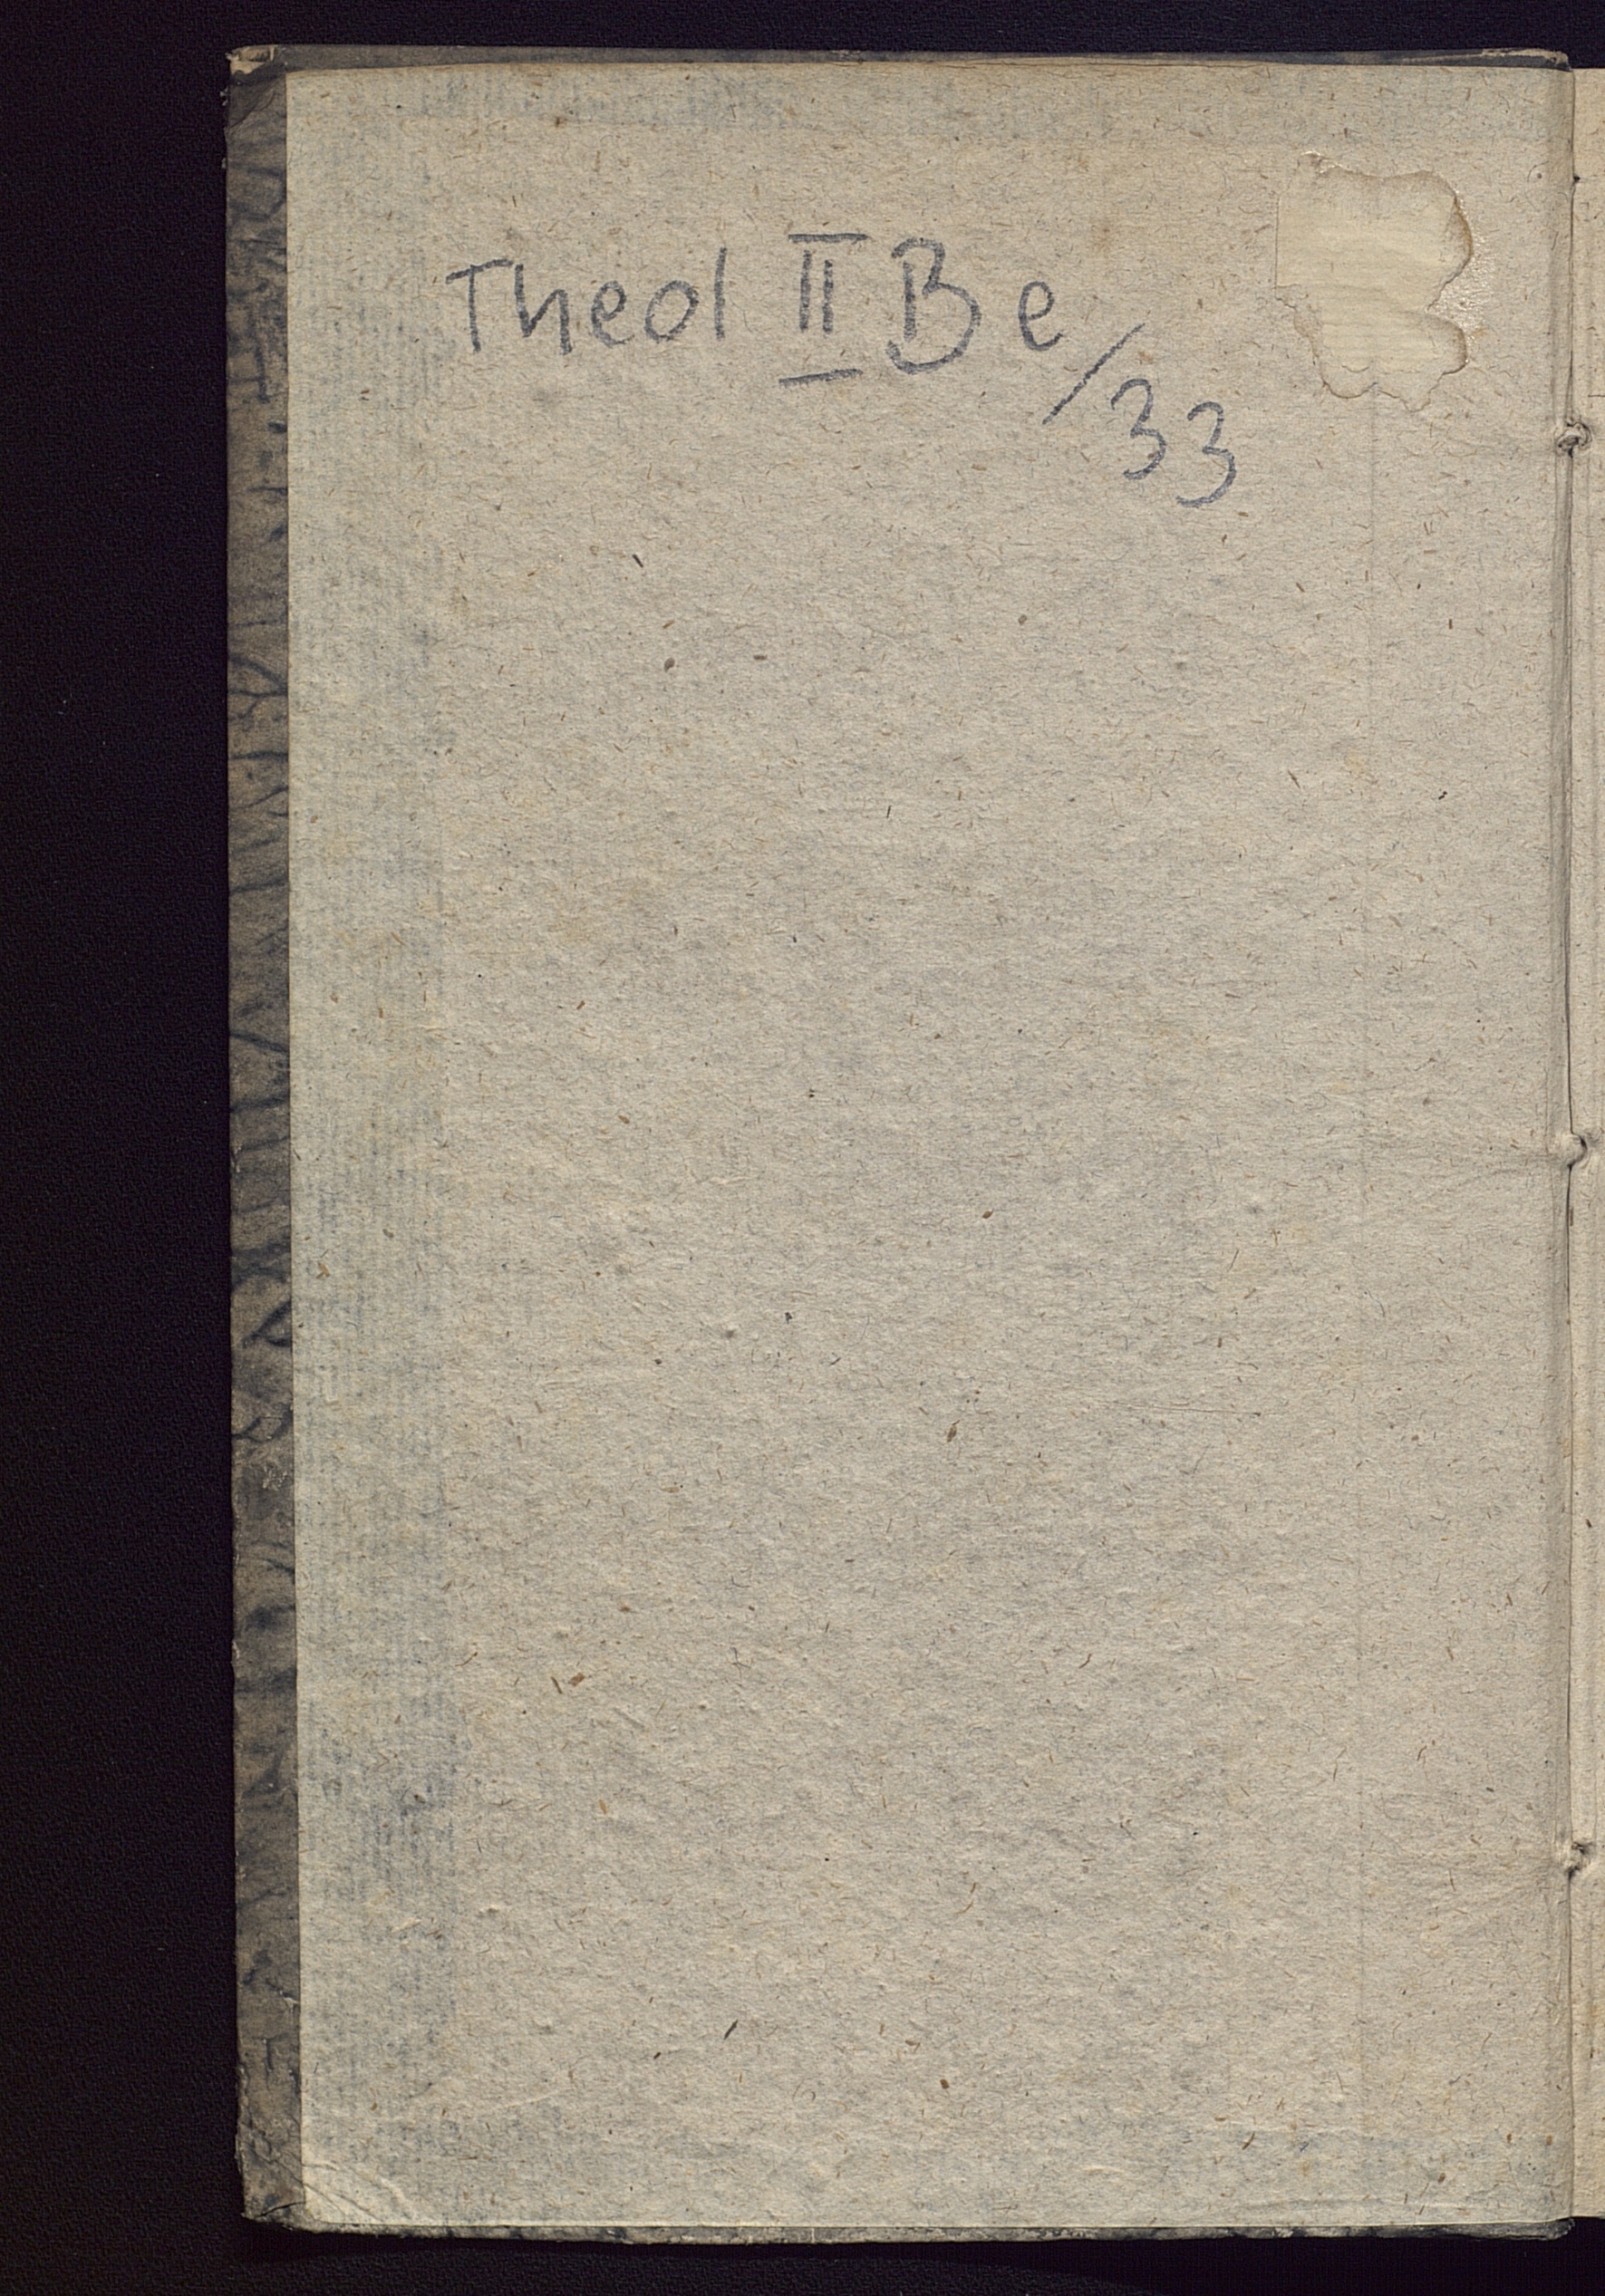 Theol II Be/33